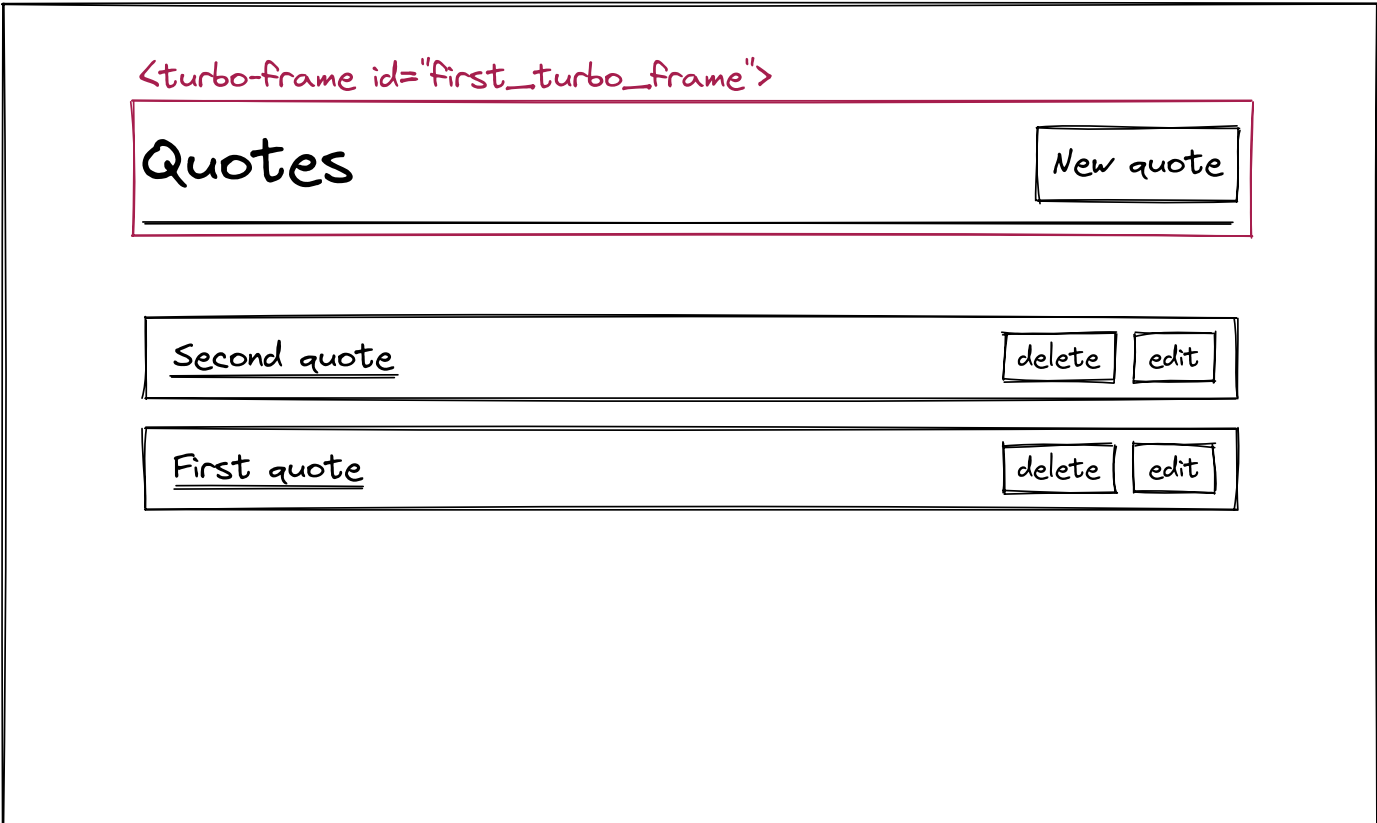 <turbo-frame id="first_turbo_frame">
Quotes New quote
Second quote delete edit
First quote delete edit